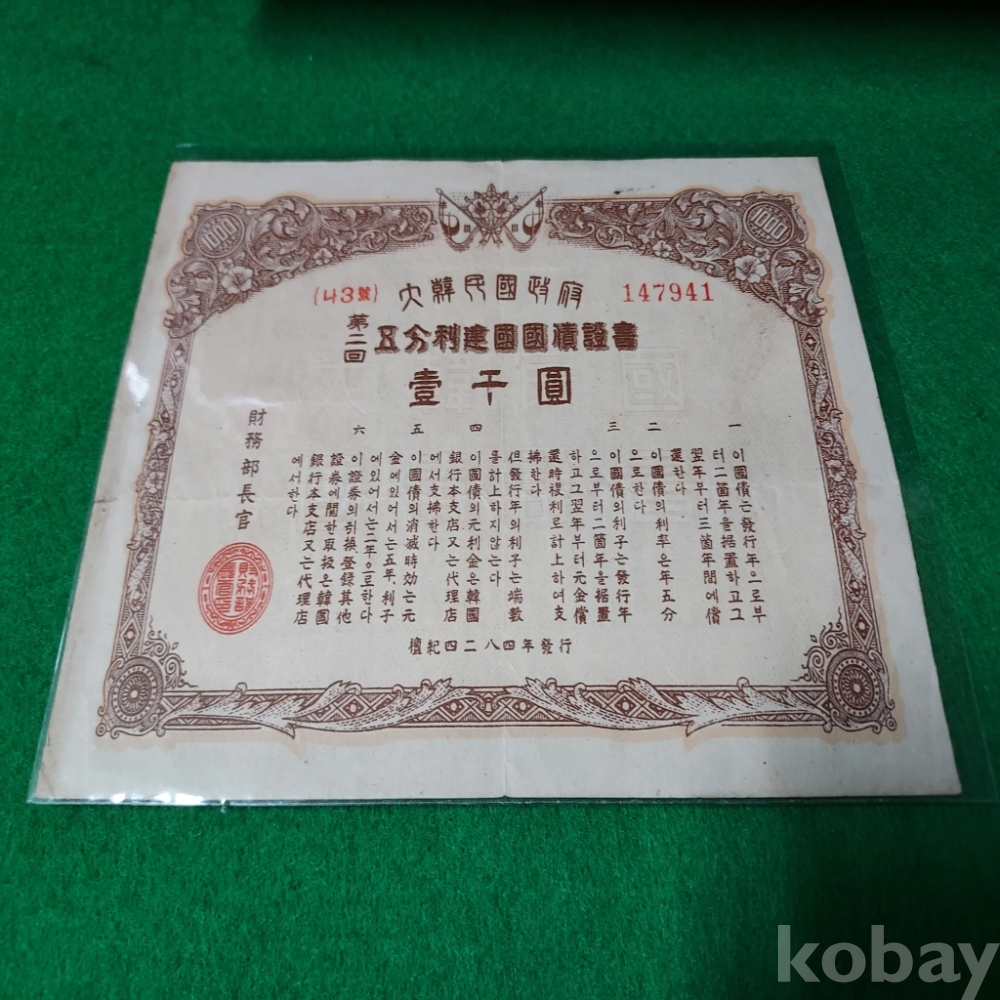 1000
1000
(43號)
大韓民國政府
147941
第二回
五分利建國國債證書
壹千圓
一
이國債는發行年으로부
터二箇年을据置하고그
翌年부터三箇年間에償
還한다
二
이國債의利率은年五分
으로한다
三
이國債의利子는發行年
으로부터二箇年을据置
하고그翌年부터元金償
還時複利로計上하여支
拂한다
但發行年의利子는端數
를計上하지않는다
四
이國債의元利金은韓國
銀行本支店又는代理店
에서支拂한다
五
이國債의消滅時効는元
金에있어서는五年、利子
에있어서는二年으로한다
六
이證券의引換登錄其他
證券에關한取扱은韓國
銀行本支店又는代理店
에서한다
財務部長官
檀紀四二八四年發行
kobay